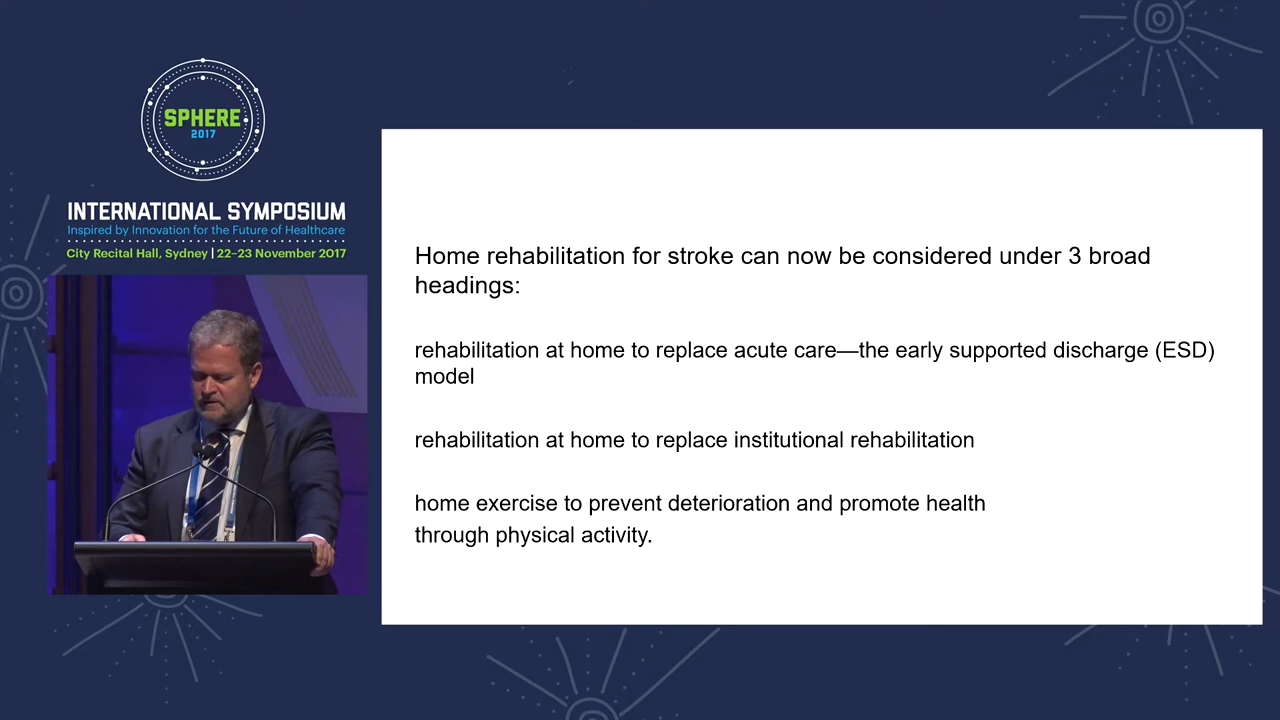 SPHERE
2017
INTERNATIONAL SYMPOSIUM
Inspired by Innovation for the Future of Healthcare
City Recital Hall, Sydney | 22–23 November 2017
Home rehabilitation for stroke can now be considered under 3 broad
headings:
rehabilitation at home to replace acute care—the early supported discharge (ESD)
model
rehabilitation at home to replace institutional rehabilitation
home exercise to prevent deterioration and promote health
through physical activity.